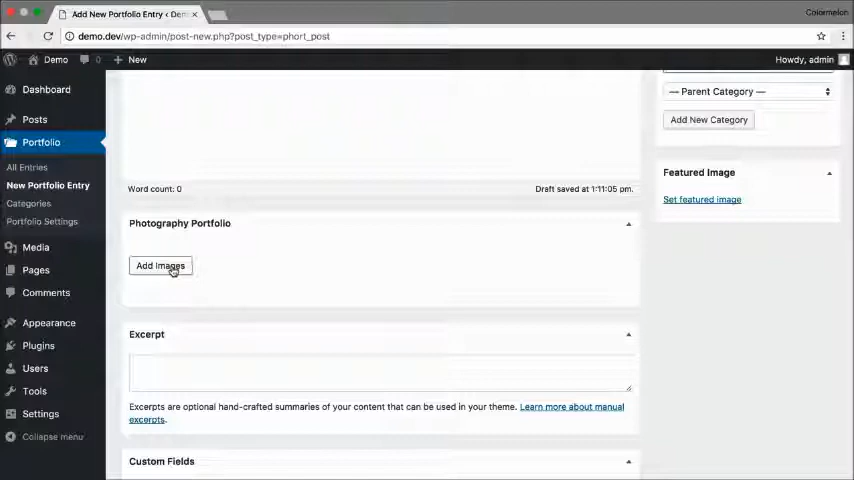 Add New Portfolio Entry ‹ Dem
Colormelon
demo.dev/wp-admin/post-new.php?post_type=phort_post
Demo
0
New
Howdy, admin
Dashboard
Posts
Portfolio
All Entries
New Portfolio Entry
Categories
Portfolio Settings
Media
Pages
Comments
Appearance
Plugins
Users
Tools
Settings
Collapse menu
Word count: 0
Draft saved at 1:11:05 pm.
Photography Portfolio
Add Images
Excerpt
Excerpts are optional hand-crafted summaries of your content that can be used in your theme. Learn more about manual
excerpts.
Custom Fields
— Parent Category —
Add New Category
Featured Image
Set featured image